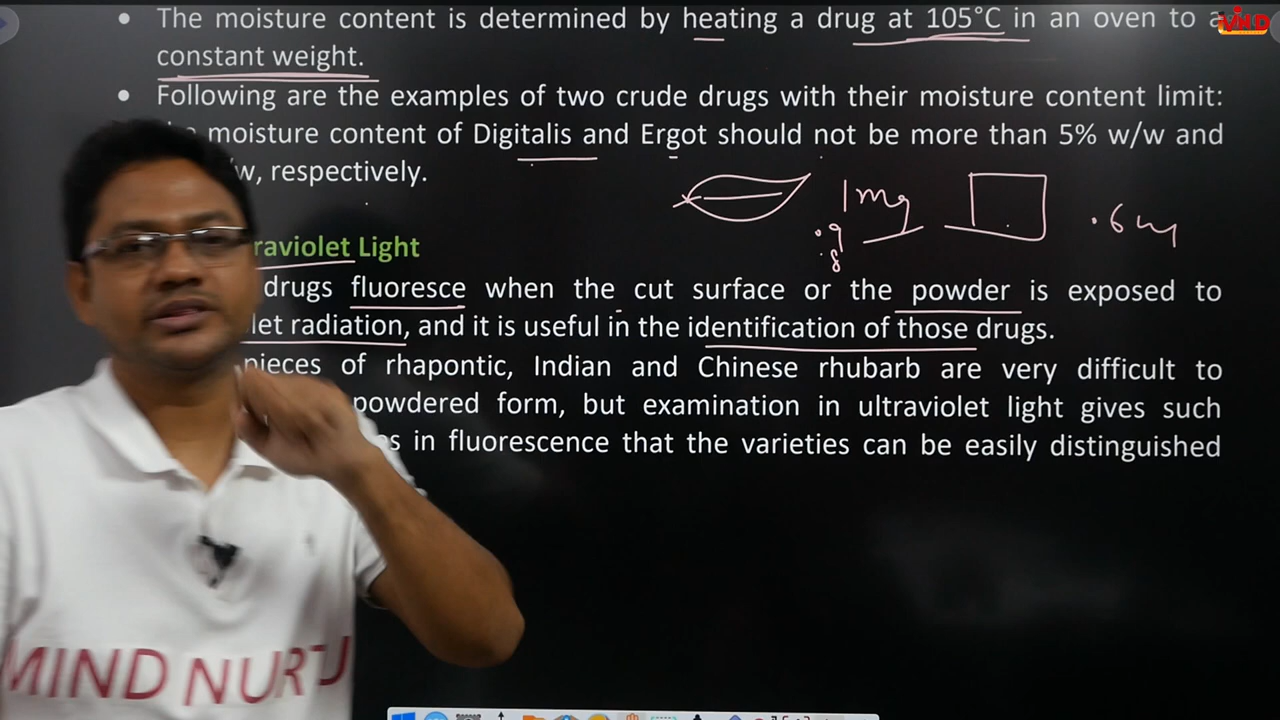 • The moisture content is determined by heating a drug at 105°C in an oven to a
constant weight.
• Following are the examples of two crude drugs with their moisture content limit:
moisture content of Digitalis and Ergot should not be more than 5% w/w and
w, respectively.
1mg
.9
.8
.6
raviolet Light
drugs fluoresce when the cut surface or the powder is exposed to
let radiation, and it is useful in the identification of those drugs.
pieces of rhapontic, Indian and Chinese rhubarb are very difficult to
powdered form, but examination in ultraviolet light gives such
s in fluorescence that the varieties can be easily distinguished
MIND NURTU